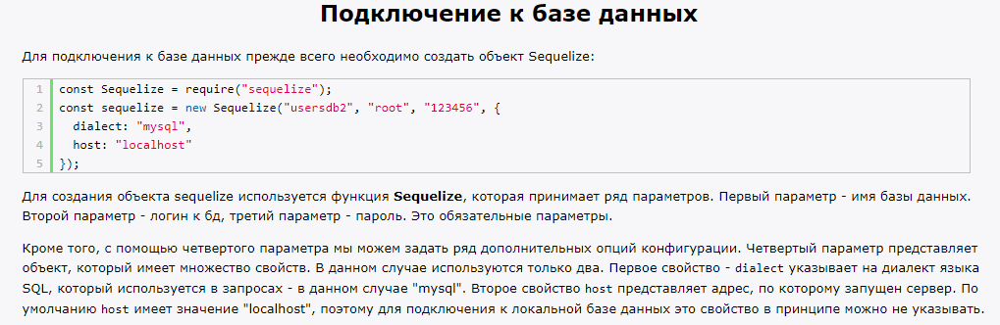 Подключение к базе данных
Для подключения к базе данных прежде всего необходимо создать объект Sequelize:
1 const Sequelize = require("sequelize");
2 const sequelize = new Sequelize("usersdb2", "root", "123456", {
3   dialect: "mysql",
4   host: "localhost"
5 });
Для создания объекта sequelize используется функция Sequelize, которая принимает ряд параметров. Первый параметр - имя базы данных.
Второй параметр - логин к бд, третий параметр - пароль. Это обязательные параметры.
Кроме того, с помощью четвертого параметра мы можем задать ряд дополнительных опций конфигурации. Четвертый параметр представляет
объект, который имеет множество свойств. В данном случае используются только два. Первое свойство - dialect указывает на диалект языка
SQL, который используется в запросах - в данном случае "mysql". Второе свойство host представляет адрес, по которому запущен сервер. По
умолчанию host имеет значение "localhost", поэтому для подключения к локальной базе данных это свойство в принципе можно не указывать.